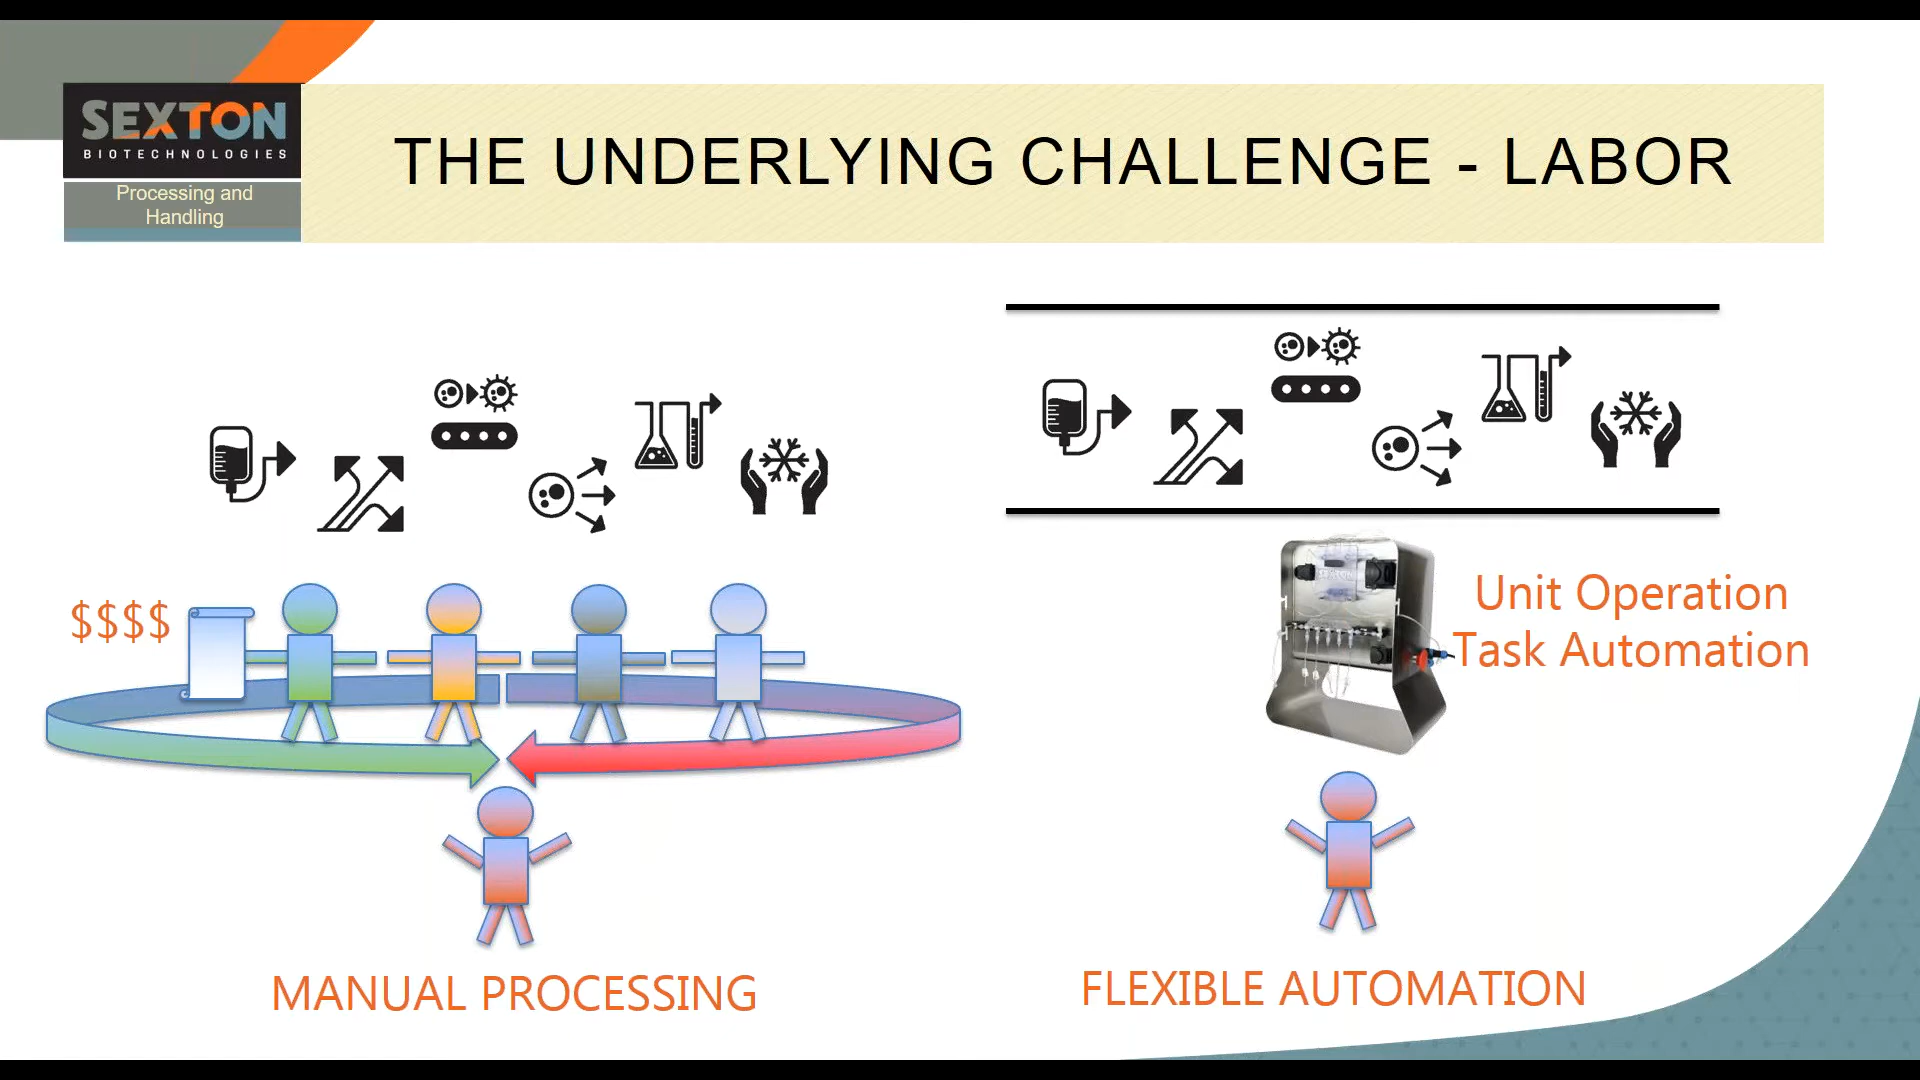 SEXTON
BIOTECHNOLOGIES
Processing and
Handling
THE UNDERLYING CHALLENGE - LABOR
$$$$
Unit Operation
Task Automation
MANUAL PROCESSING
FLEXIBLE AUTOMATION